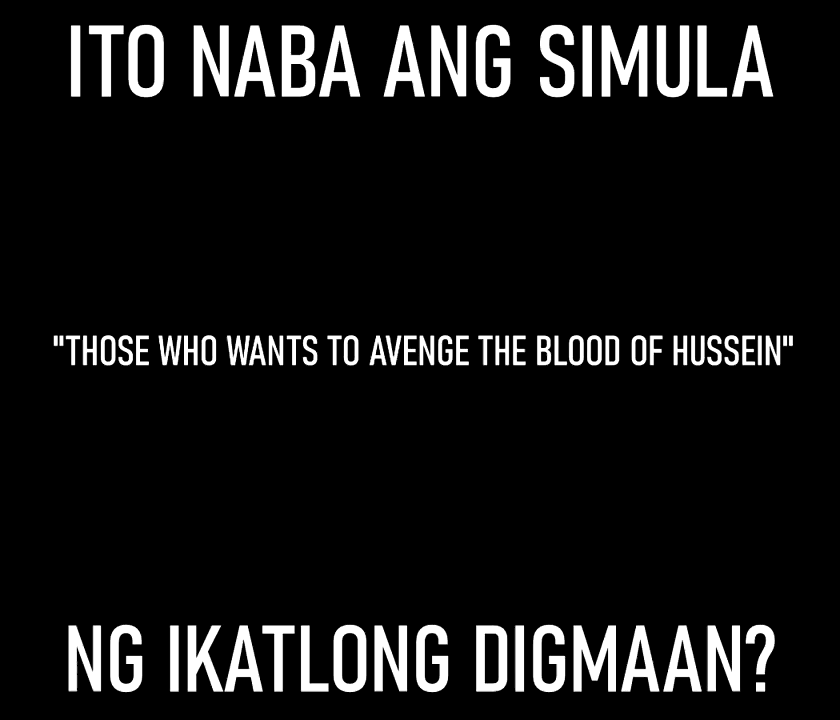 ITO NABA ANG SIMULA
"THOSE WHO WANTS TO AVENGE THE BLOOD OF HUSSEIN"
NG IKATLONG DIGMAAN?